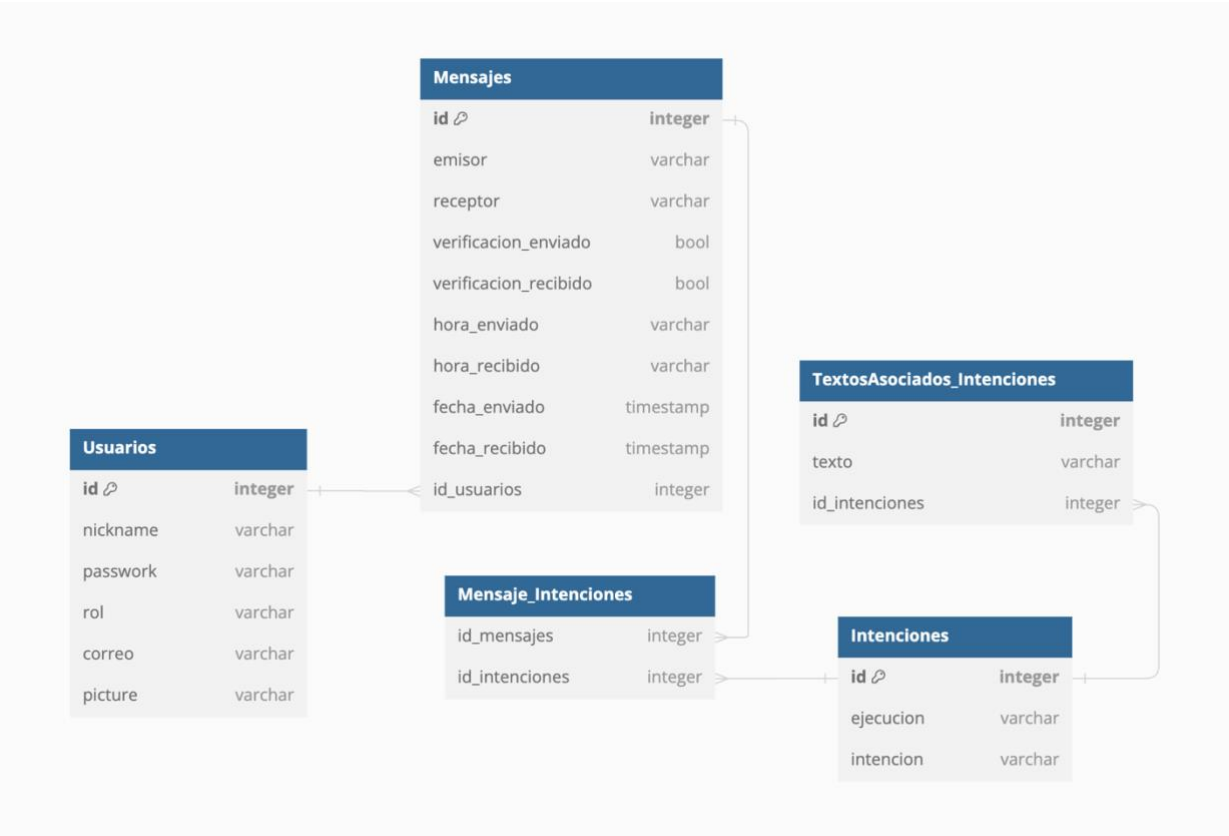 Mensajes
id integer
emisor varchar
receptor varchar
verificacion_enviado bool
verificacion_recibido bool
hora_enviado varchar
hora_recibido varchar
fecha_enviado timestamp
fecha_recibido timestamp
id_usuarios integer
Usuarios
id integer
nickname varchar
passwork varchar
rol varchar
correo varchar
picture varchar
Mensaje_Intenciones
id_mensajes integer
id_intenciones integer
TextosAsociados_Intenciones
id integer
texto varchar
id_intenciones integer
Intenciones
id integer
ejecucion varchar
intencion varchar